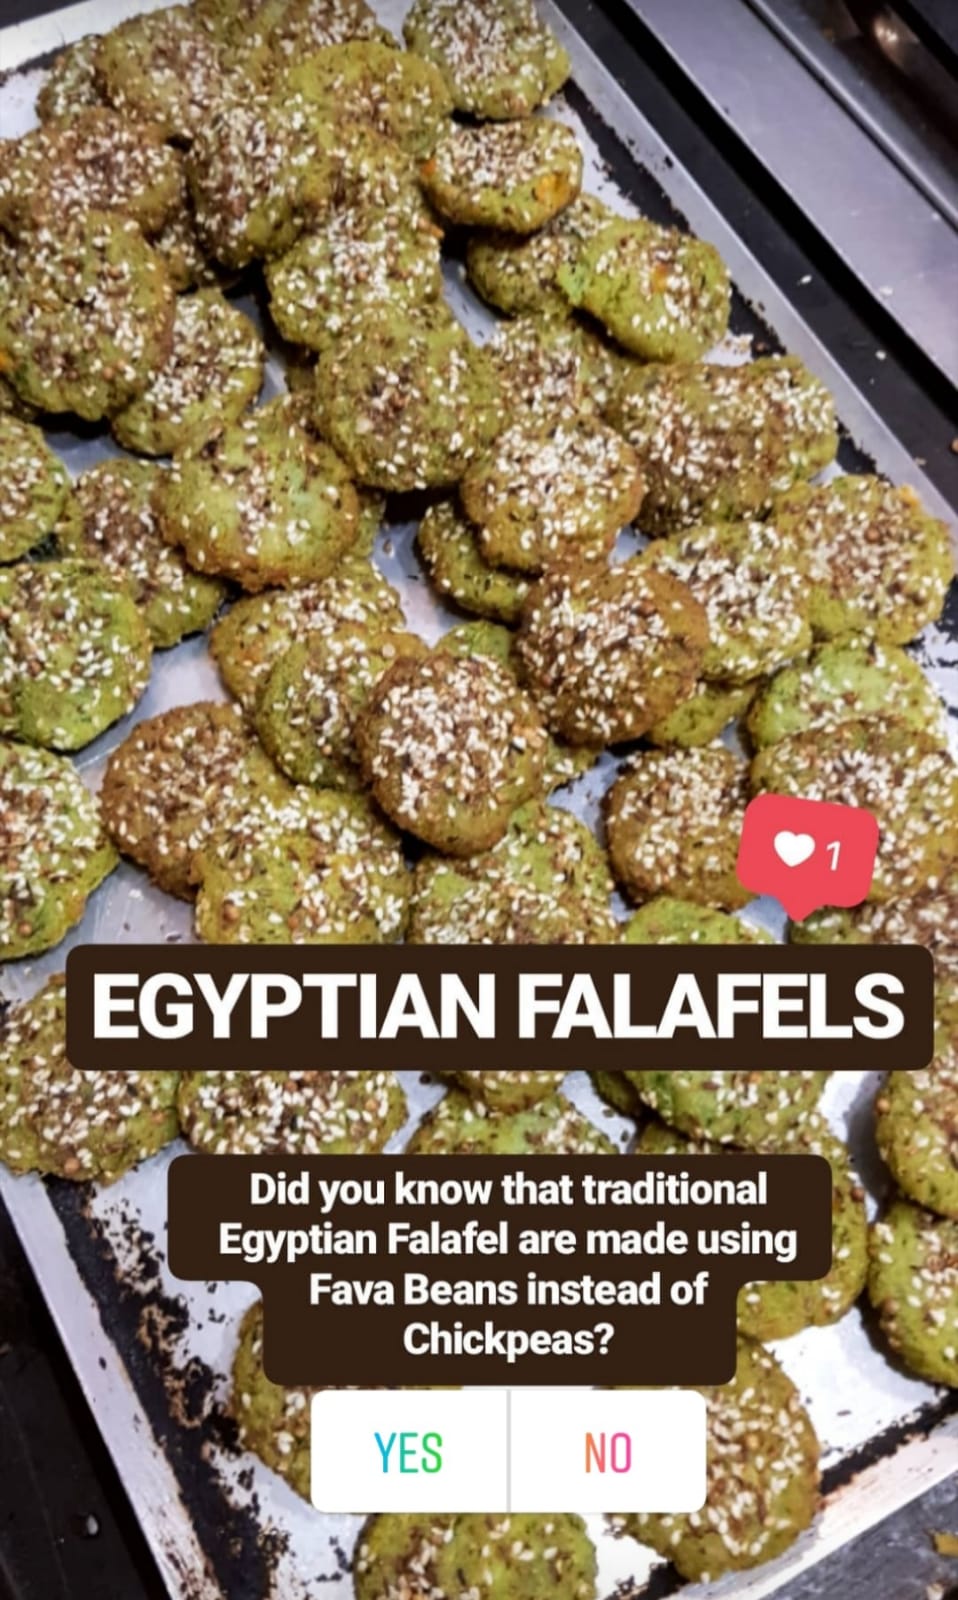 1
EGYPTIAN FALAFELS
Did you know that traditional
Egyptian Falafel are made using
Fava Beans instead of
Chickpeas?
YES NO